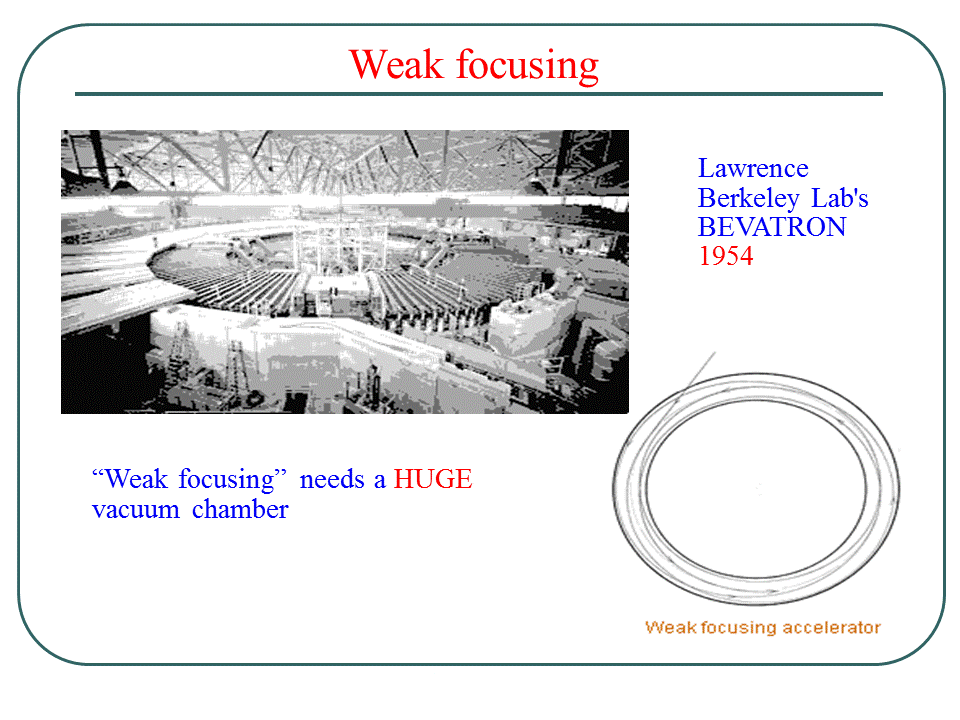 Weak focusing
Lawrence
Berkeley Lab's
BEVATRON
1954
“Weak focusing” needs a HUGE
vacuum chamber
Weak focusing accelerator